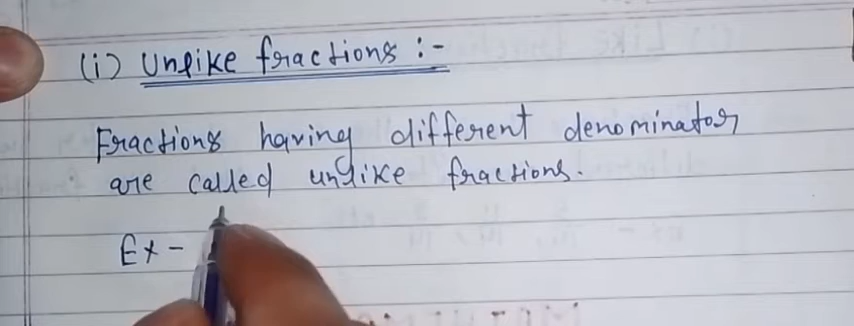 (i) Unlike fractions :-
Fractions having different denominator
are called unlike fractions.
Ex -